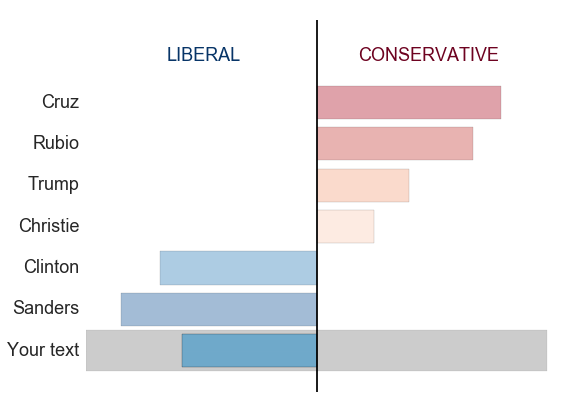 LIBERAL CONSERVATIVE
Cruz
Rubio
Trump
Christie
Clinton
Sanders
Your text